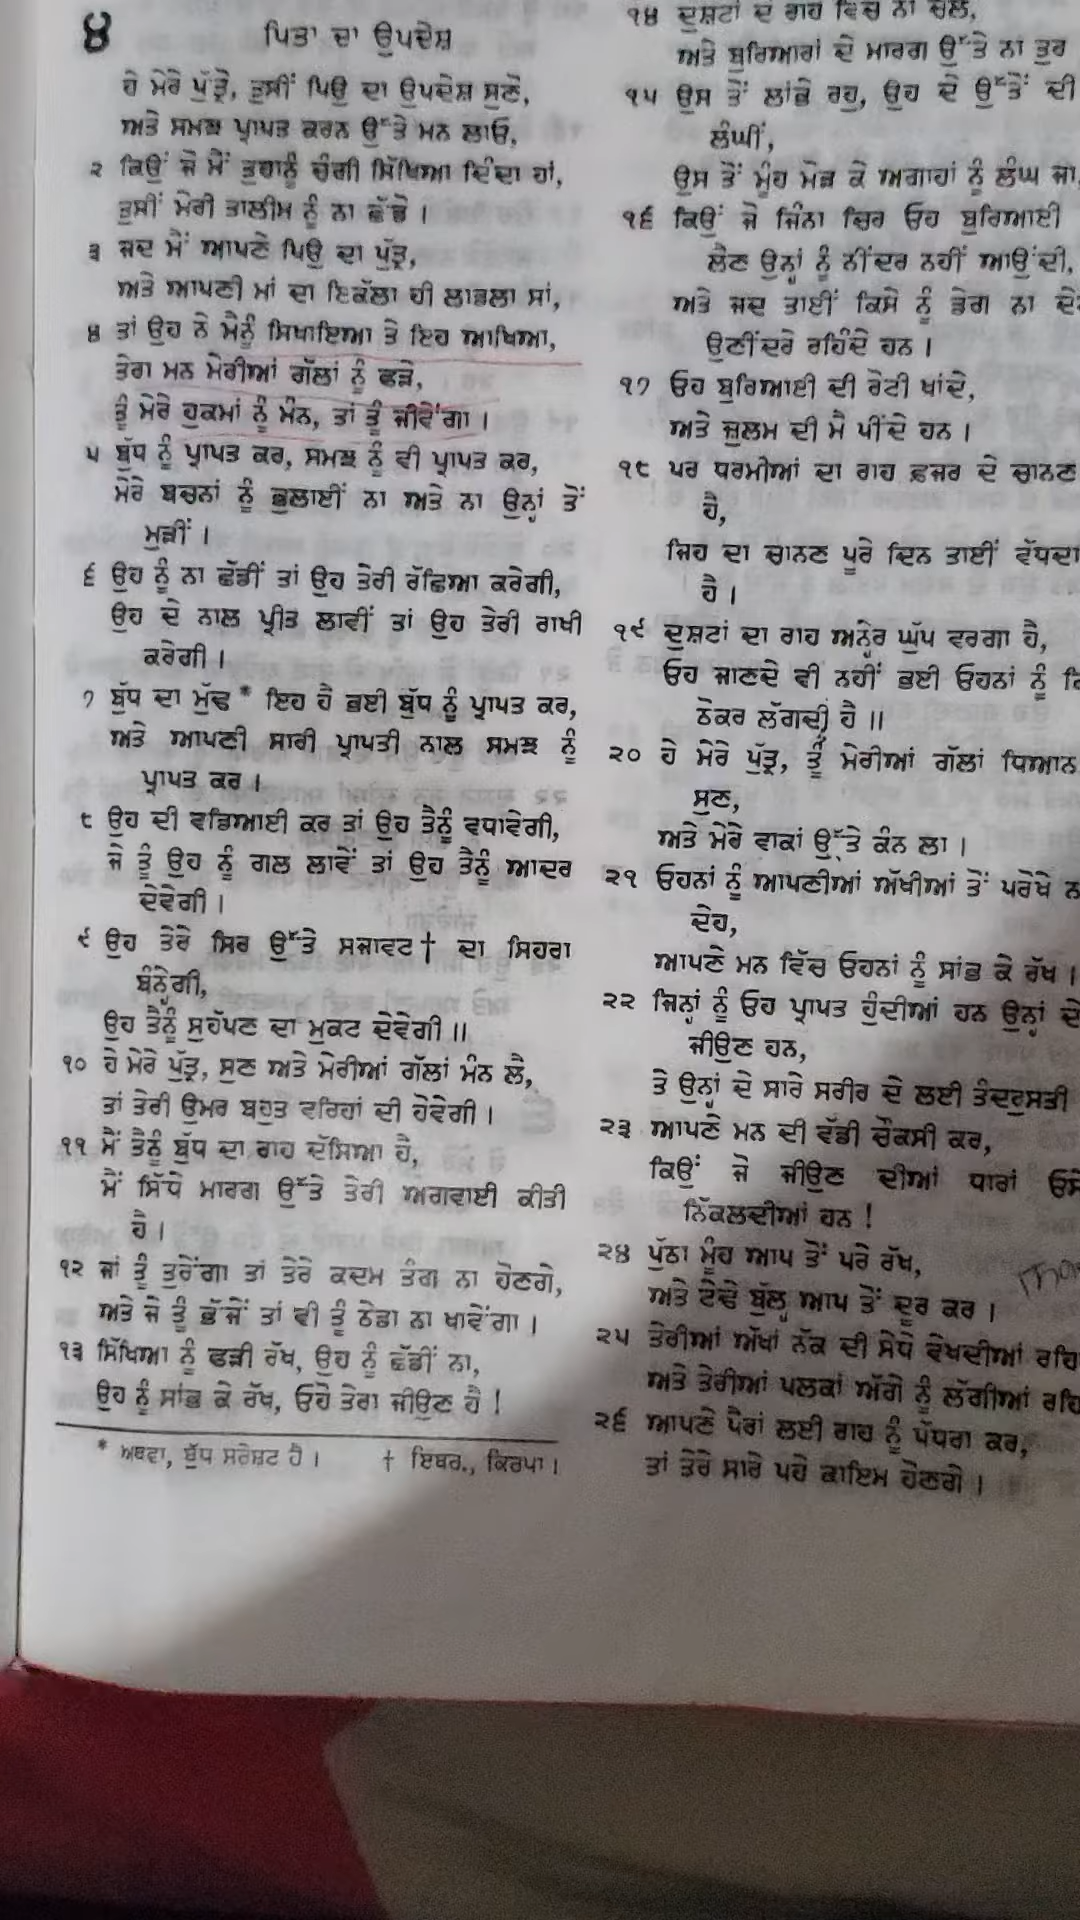 ੪ ਪਿਤਾ ਦਾ ਉਪਦੇਸ਼
ਹੇ ਮੇਰੇ ਪੁੱਤ੍ਰੋ, ਤੁਸੀਂ ਪਿਉ ਦਾ ਉਪਦੇਸ਼ ਸੁਣੋ,
ਅਤੇ ਸਮਝ ਪ੍ਰਾਪਤ ਕਰਨ ਉੱਤੇ ਮਨ ਲਾਓ,
੨ ਕਿਉਂ ਜੋ ਮੈਂ ਤੁਹਾਨੂੰ ਚੰਗੀ ਸਿੱਖਿਆ ਦਿੰਦਾ ਹਾਂ,
ਤੁਸੀਂ ਮੇਰੀ ਤਾਲੀਮ ਨੂੰ ਨਾ ਛੱਡੋ ।
੩ ਜਦ ਮੈਂ ਆਪਣੇ ਪਿਉ ਦਾ ਪੁੱਤ੍ਰ,
ਅਤੇ ਆਪਣੀ ਮਾਂ ਦਾ ਇਕੱਲਾ ਹੀ ਲਾਡਲਾ ਸਾਂ,
੪ ਤਾਂ ਉਹ ਨੇ ਮੈਨੂੰ ਸਿਖਾਇਆ ਤੇ ਇਹ ਆਖਿਆ,
ਤੇਰਾ ਮਨ ਮੇਰੀਆਂ ਗੱਲਾਂ ਨੂੰ ਫੜੇ,
ਤੂੰ ਮੇਰੇ ਹੁਕਮਾਂ ਨੂੰ ਮੰਨ, ਤਾਂ ਤੂੰ ਜੀਵੇਂਗਾ ।
੫ ਬੁੱਧ ਨੂੰ ਪ੍ਰਾਪਤ ਕਰ, ਸਮਝ ਨੂੰ ਵੀ ਪ੍ਰਾਪਤ ਕਰ,
ਮੇਰੇ ਬਚਨਾਂ ਨੂੰ ਭੁਲਾਈਂ ਨਾ ਅਤੇ ਨਾ ਉਨ੍ਹਾਂ ਤੋਂ
ਮੁੜੀਂ ।
੬ ਉਹ ਨੂੰ ਨਾ ਛੱਡੀਂ ਤਾਂ ਉਹ ਤੇਰੀ ਰੱਛਿਆ ਕਰੇਗੀ,
ਉਹ ਦੇ ਨਾਲ ਪ੍ਰੀਤ ਲਾਵੀਂ ਤਾਂ ਉਹ ਤੇਰੀ ਰਾਖੀ
ਕਰੇਗੀ ।
੭ ਬੁੱਧ ਦਾ ਮੁੱਢ * ਇਹ ਹੈ ਭਈ ਬੁੱਧ ਨੂੰ ਪ੍ਰਾਪਤ ਕਰ,
ਅਤੇ ਆਪਣੀ ਸਾਰੀ ਪ੍ਰਾਪਤੀ ਨਾਲ ਸਮਝ ਨੂੰ
ਪ੍ਰਾਪਤ ਕਰ ।
੮ ਉਹ ਦੀ ਵਡਿਆਈ ਕਰ ਤਾਂ ਉਹ ਤੈਨੂੰ ਵਧਾਵੇਗੀ,
ਜੇ ਤੂੰ ਉਹ ਨੂੰ ਗਲ ਲਾਵੇਂ ਤਾਂ ਉਹ ਤੈਨੂੰ ਆਦਰ
ਦੇਵੇਗੀ ।
੯ ਉਹ ਤੇਰੇ ਸਿਰ ਉੱਤੇ ਸਜਾਵਟ† ਦਾ ਸਿਹਰਾ
ਬੰਨ੍ਹੇਗੀ,
ਉਹ ਤੈਨੂੰ ਸੁਹੱਪਣ ਦਾ ਮੁਕਟ ਦੇਵੇਗੀ ॥
੧੦ ਹੇ ਮੇਰੇ ਪੁੱਤ੍ਰ, ਸੁਣ ਅਤੇ ਮੇਰੀਆਂ ਗੱਲਾਂ ਮੰਨ ਲੈ,
ਤਾਂ ਤੇਰੀ ਉਮਰ ਬਹੁਤ ਵਰਿਹਾਂ ਦੀ ਹੋਵੇਗੀ ।
੧੧ ਮੈਂ ਤੈਨੂੰ ਬੁੱਧ ਦਾ ਰਾਹ ਦੱਸਿਆ ਹੈ,
ਮੈਂ ਸਿੱਧੇ ਮਾਰਗ ਉੱਤੇ ਤੇਰੀ ਅਗਵਾਈ ਕੀਤੀ
ਹੈ ।
੧੨ ਜਾਂ ਤੂੰ ਤੁਰੇਂਗਾ ਤਾਂ ਤੇਰੇ ਕਦਮ ਤੰਗ ਨਾ ਹੋਣਗੇ,
ਅਤੇ ਜੇ ਤੂੰ ਭੱਜੇਂ ਤਾਂ ਵੀ ਤੂੰ ਠੇਡਾ ਨਾ ਖਾਵੇਂਗਾ ।
੧੩ ਸਿੱਖਿਆ ਨੂੰ ਫੜੀ ਰੱਖ, ਉਹ ਨੂੰ ਛੱਡੀਂ ਨਾ,
ਉਹ ਨੂੰ ਸਾਂਭ ਕੇ ਰੱਖ, ਓਹੋ ਤੇਰਾ ਜੀਉਣ ਹੈ !
* ਅਥਵਾ, ਬੁੱਧ ਸਰੇਸ਼ਟ ਹੈ । † ਇਬਰ., ਕਿਰਪਾ ।
੧੪ ਦੁਸ਼ਟਾਂ ਦੇ ਰਾਹ ਵਿੱਚ ਨਾ ਚੱਲ,
ਅਤੇ ਬੁਰਿਆਰਾਂ ਦੇ ਮਾਰਗ ਉੱਤੇ ਨਾ ਤੁਰ
੧੫ ਉਸ ਤੋਂ ਲਾਂਭੇ ਰਹੁ, ਉਹ ਦੇ ਉੱਤੋਂ ਦੀ
ਲੰਘੀਂ,
ਉਸ ਤੋਂ ਮੂੰਹ ਮੋੜ ਕੇ ਅਗਾਹਾਂ ਨੂੰ ਲੰਘ ਜਾ
੧੬ ਕਿਉਂ ਜੋ ਜਿੰਨਾ ਚਿਰ ਓਹ ਬੁਰਿਆਈ
ਲੈਣ ਉਨ੍ਹਾਂ ਨੂੰ ਨੀਂਦਰ ਨਹੀਂ ਆਉਂਦੀ,
ਅਤੇ ਜਦ ਤਾਈਂ ਕਿਸੇ ਨੂੰ ਡੇਗ ਨਾ ਦੇ
ਉਣੀਂਦਰੇ ਰਹਿੰਦੇ ਹਨ ।
੧੭ ਓਹ ਬੁਰਿਆਈ ਦੀ ਰੋਟੀ ਖਾਂਦੇ,
ਅਤੇ ਜ਼ੁਲਮ ਦੀ ਮੈ ਪੀਂਦੇ ਹਨ ।
੧੮ ਪਰ ਧਰਮੀਆਂ ਦਾ ਰਾਹ ਫ਼ਜਰ ਦੇ ਚਾਨਣ
ਹੈ,
ਜਿਹ ਦਾ ਚਾਨਣ ਪੂਰੇ ਦਿਨ ਤਾਈਂ ਵੱਧਦਾ
ਹੈ ।
੧੯ ਦੁਸ਼ਟਾਂ ਦਾ ਰਾਹ ਅਨ੍ਹੇਰ ਘੁੱਪ ਵਰਗਾ ਹੈ,
ਓਹ ਜਾਣਦੇ ਵੀ ਨਹੀਂ ਭਈ ਓਹਨਾਂ ਨੂੰ
ਠੋਕਰ ਲੱਗਦੀ ਹੈ ॥
੨੦ ਹੇ ਮੇਰੇ ਪੁੱਤ੍ਰ, ਤੂੰ ਮੇਰੀਆਂ ਗੱਲਾਂ ਧਿਆਨ
ਸੁਣ,
ਅਤੇ ਮੇਰੇ ਵਾਕਾਂ ਉੱਤੇ ਕੰਨ ਲਾ ।
੨੧ ਓਹਨਾਂ ਨੂੰ ਆਪਣੀਆਂ ਅੱਖੀਆਂ ਤੋਂ ਪਰੋਖੇ ਨ
ਦੇਹ,
ਆਪਣੇ ਮਨ ਵਿੱਚ ਓਹਨਾਂ ਨੂੰ ਸਾਂਭ ਕੇ ਰੱਖ ।
੨੨ ਜਿਨ੍ਹਾਂ ਨੂੰ ਓਹ ਪ੍ਰਾਪਤ ਹੁੰਦੀਆਂ ਹਨ ਉਨ੍ਹਾਂ ਦੇ
ਜੀਉਣ ਹਨ,
ਤੇ ਉਨ੍ਹਾਂ ਦੇ ਸਾਰੇ ਸਰੀਰ ਦੇ ਲਈ ਤੰਦਰੁਸਤੀ
੨੩ ਆਪਣੇ ਮਨ ਦੀ ਵੱਡੀ ਚੌਕਸੀ ਕਰ,
ਕਿਉਂ ਜੋ ਜੀਉਣ ਦੀਆਂ ਧਾਰਾਂ ਓਸੇ
ਨਿੱਕਲਦੀਆਂ ਹਨ !
੨੪ ਪੁੱਠਾ ਮੂੰਹ ਆਪ ਤੋਂ ਪਰੇ ਰੱਖ,
ਅਤੇ ਟੇਢੇ ਬੁੱਲ੍ਹ ਆਪ ਤੋਂ ਦੂਰ ਕਰ ।
੨੫ ਤੇਰੀਆਂ ਅੱਖਾਂ ਨੱਕ ਦੀ ਸੇਧੇ ਵੇਖਦੀਆਂ ਰਹਿ
ਅਤੇ ਤੇਰੀਆਂ ਪਲਕਾਂ ਅੱਗੇ ਨੂੰ ਲੱਗੀਆਂ ਰਹਿ
੨੬ ਆਪਣੇ ਪੈਰਾਂ ਲਈ ਰਾਹ ਨੂੰ ਪੱਧਰਾ ਕਰ,
ਤਾਂ ਤੇਰੇ ਸਾਰੇ ਪਹੇ ਕਾਇਮ ਹੋਣਗੇ ।